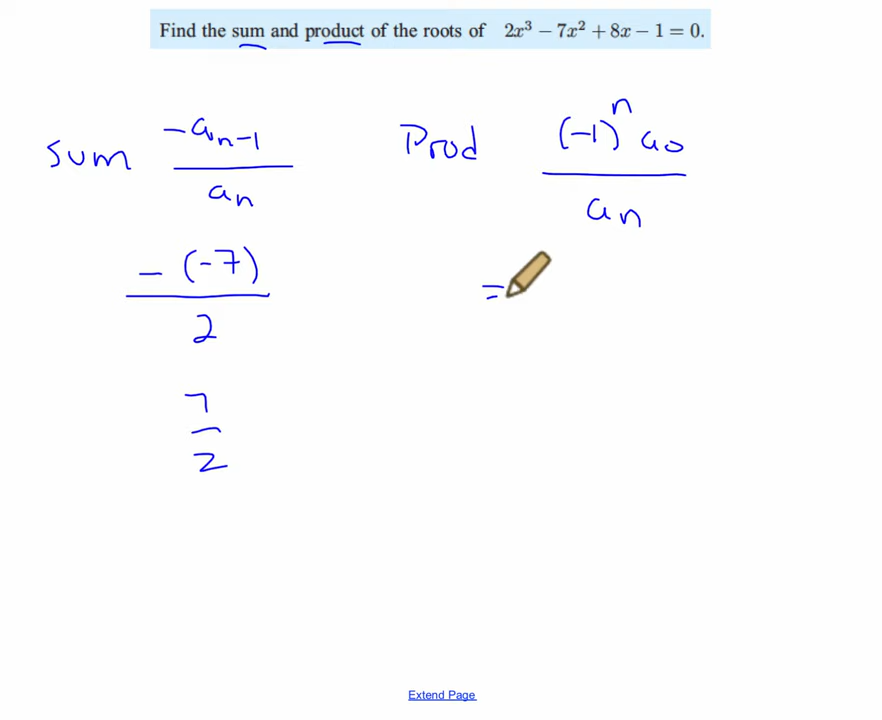 Find the sum and product of the roots of 2x³ − 7x² + 8x − 1 = 0.
sum −aₙ₋₁ / aₙ
Prod (−1)ⁿ a₀ / aₙ
− (−7) / 2
=
7 / 2
Extend Page